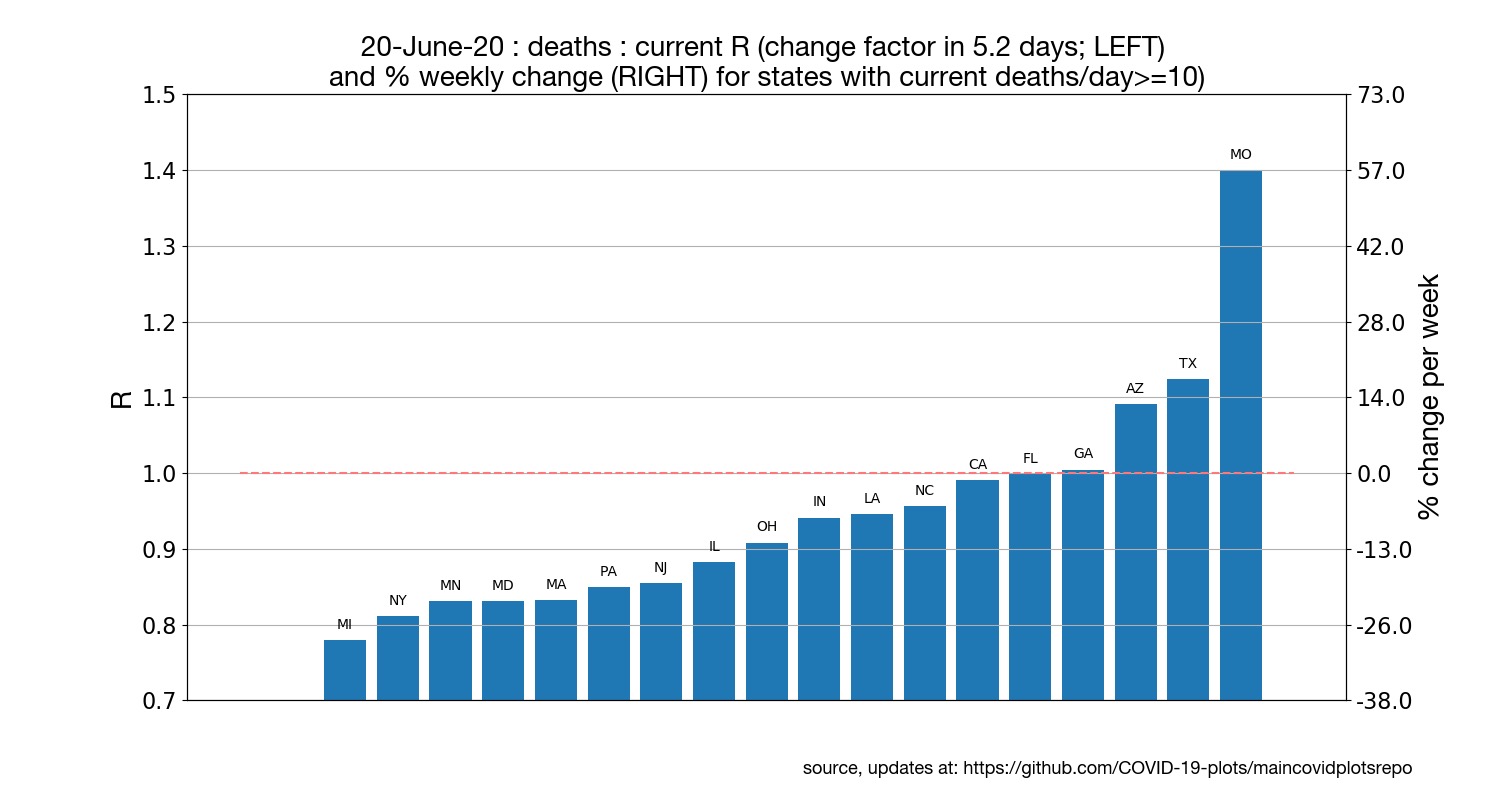 20-June-20 : deaths : current R (change factor in 5.2 days; LEFT)
and % weekly change (RIGHT) for states with current deaths/day>=10)
1.5
1.4
1.3
1.2
1.1
1.0
0.9
0.8
0.7
R
MI
NY
MN
MD
MA
PA
NJ
IL
OH
IN
LA
NC
CA
FL
GA
AZ
TX
MO
73.0
57.0
42.0
28.0
14.0
0.0
-13.0
-26.0
-38.0
% change per week
source, updates at: https://github.com/COVID-19-plots/maincovidplotsrepo